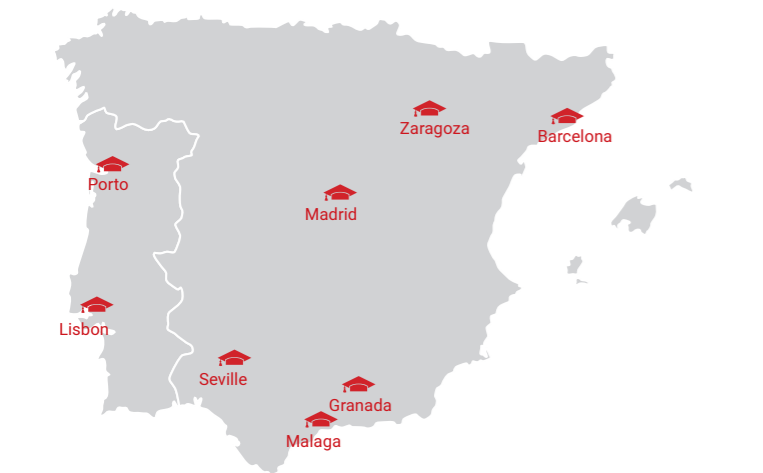 Zaragoza
Barcelona
Porto
Madrid
Lisbon
Seville
Granada
Malaga